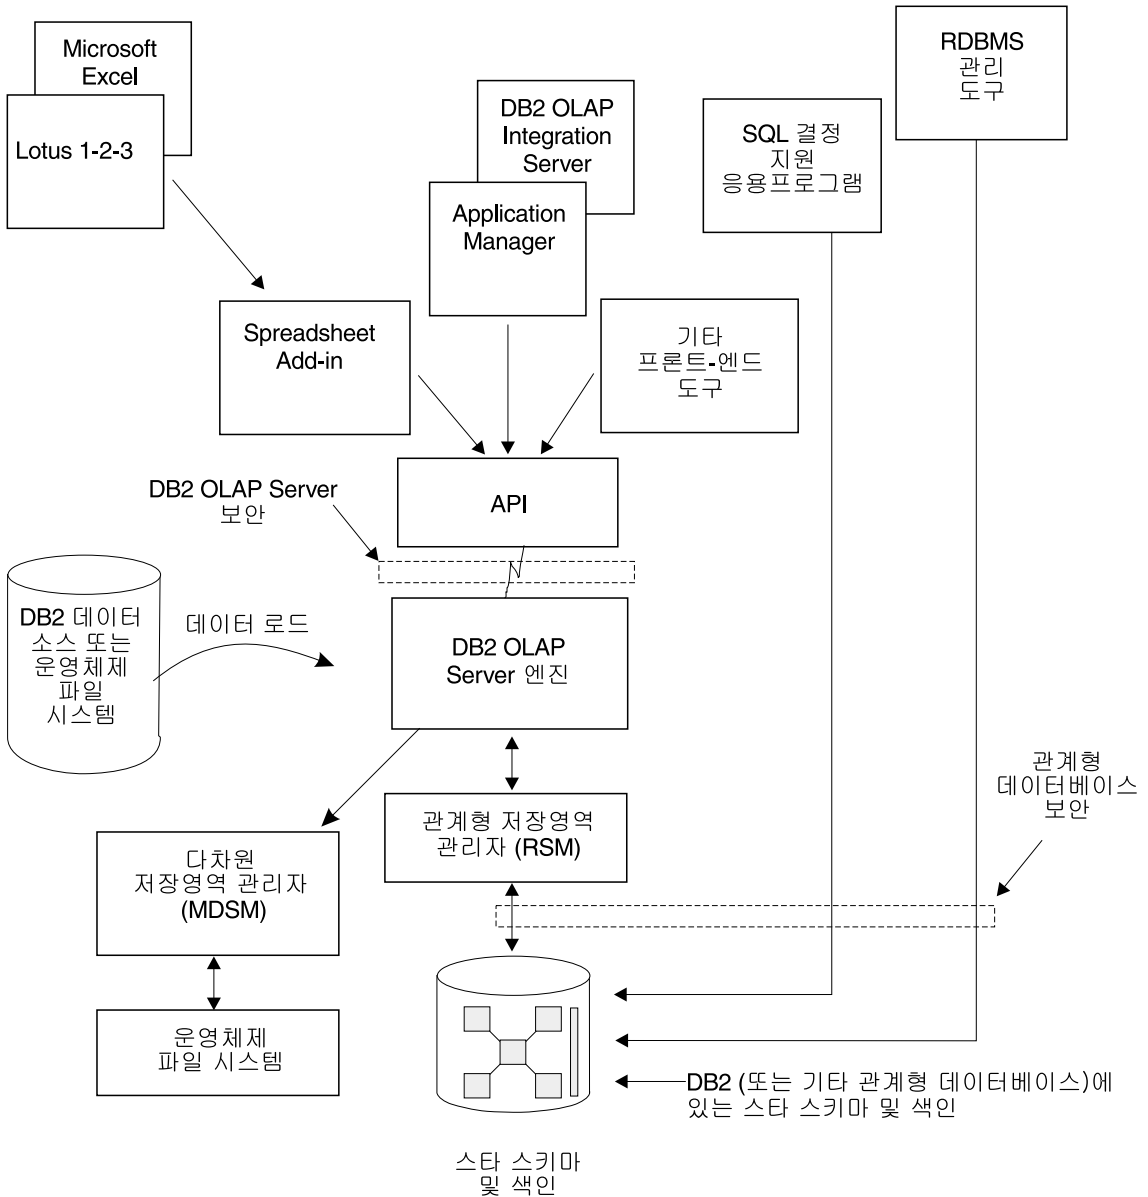 Microsoft
Excel
Lotus 1-2-3
DB2 OLAP
Integration
Server
Application
Manager
SQL 결정
지원
응용프로그램
RDBMS
관리
도구
Spreadsheet
Add-in
기타
프론트-엔드
도구
API
DB2 OLAP Server
보안
DB2 데이터
소스 또는
운영체제
파일
시스템
데이터 로드
DB2 OLAP
Server 엔진
관계형
데이터베이스
보안
관계형 저장영역
관리자 (RSM)
다차원
저장영역 관리자
(MDSM)
운영체제
파일 시스템
DB2 (또는 기타 관계형 데이터베이스)에
있는 스타 스키마 및 색인
스타 스키마
및 색인